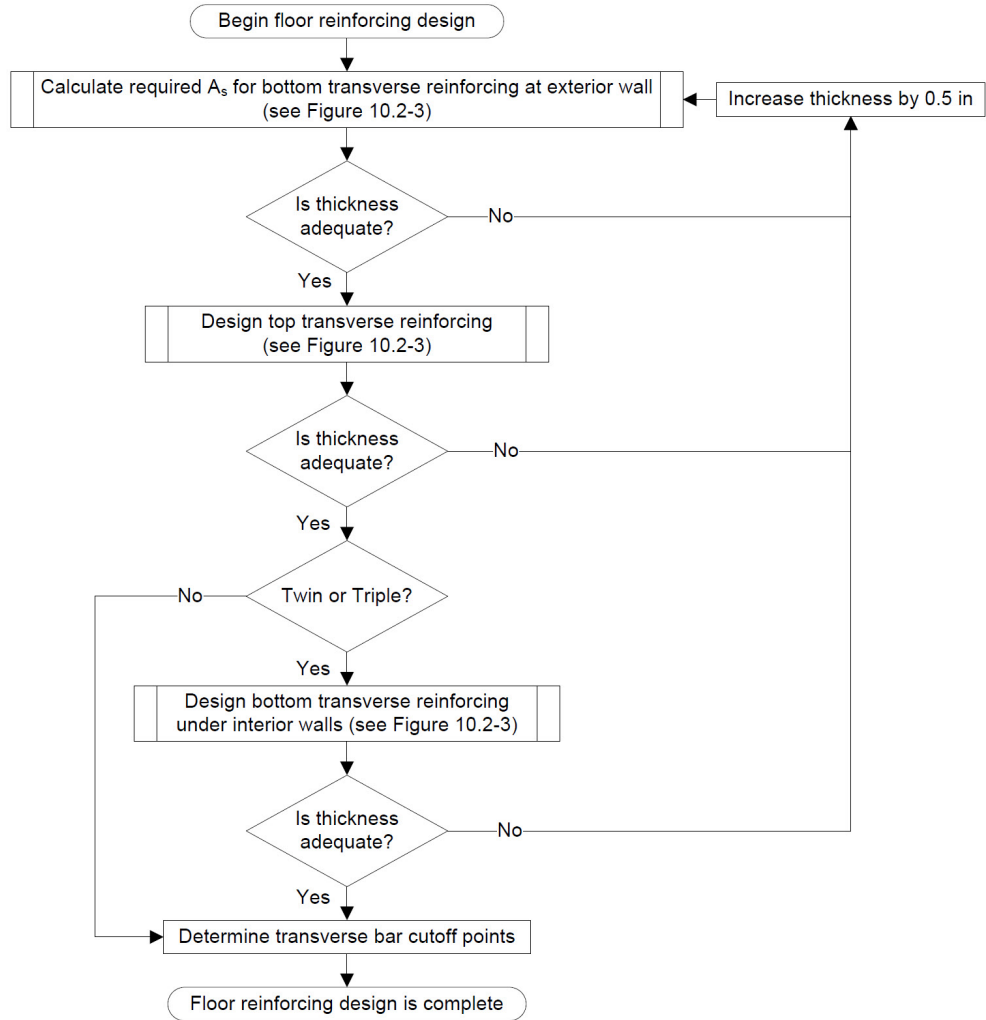 Begin floor reinforcing design
Calculate required As for bottom transverse reinforcing at exterior wall
(see Figure 10.2-3)
Increase thickness by 0.5 in
Is thickness
adequate?
No
Yes
Design top transverse reinforcing
(see Figure 10.2-3)
Is thickness
adequate?
No
Yes
Twin or Triple?
No
Yes
Design bottom transverse reinforcing
under interior walls (see Figure 10.2-3)
Is thickness
adequate?
No
Yes
Determine transverse bar cutoff points
Floor reinforcing design is complete